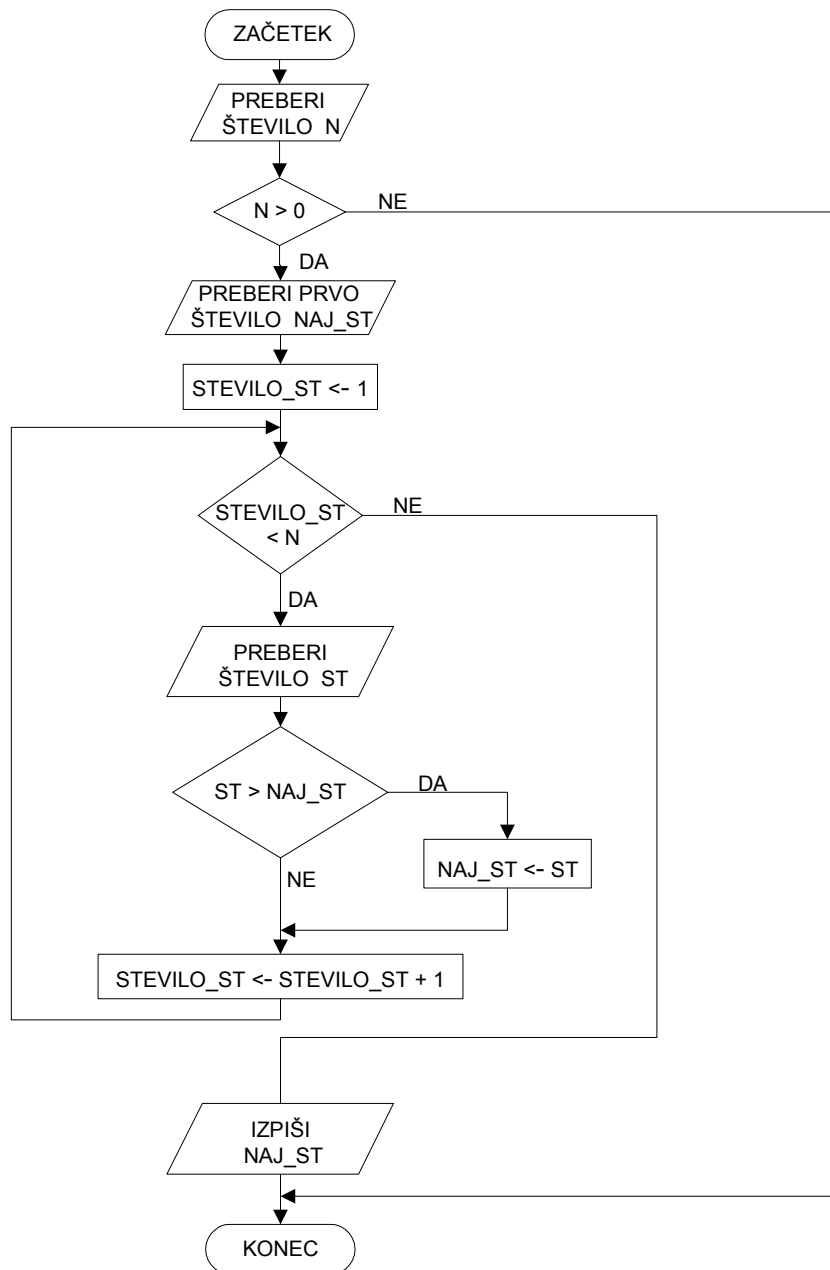 ZAČETEK
PREBERI
ŠTEVILO N
N > 0
NE
DA
PREBERI PRVO
ŠTEVILO NAJ_ST
STEVILO_ST <- 1
STEVILO_ST
< N
NE
DA
PREBERI
ŠTEVILO ST
ST > NAJ_ST
DA
NAJ_ST <- ST
NE
STEVILO_ST <- STEVILO_ST + 1
IZPIŠI
NAJ_ST
KONEC